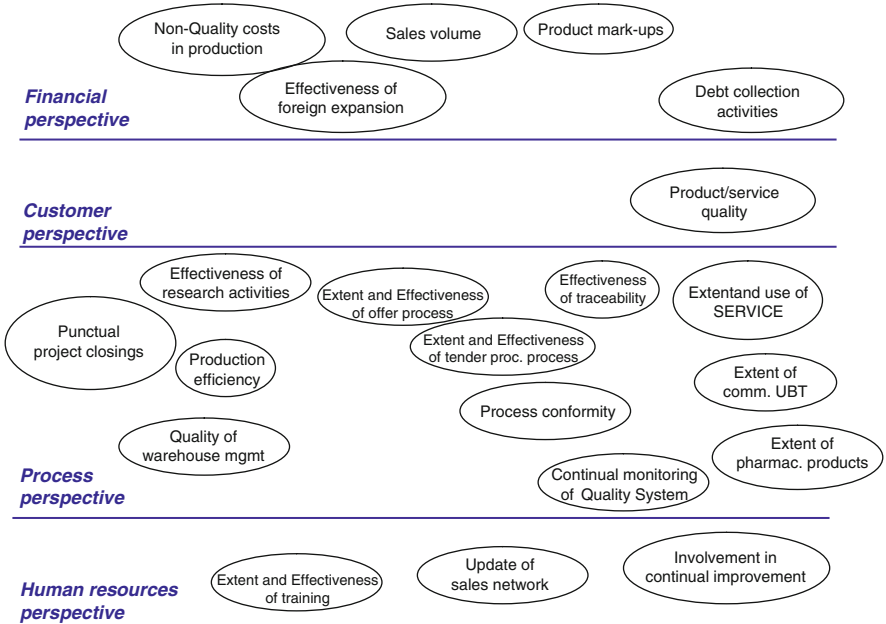 Non-Quality costs
in production
Sales volume
Product mark-ups
Effectiveness of
foreign expansion
Debt collection
activities
Financial
perspective
Product/service
quality
Customer
perspective
Effectiveness of
research activities
Extent and Effectiveness
of offer process
Effectiveness
of traceability
Extentand use of
SERVICE
Punctual
project closings
Extent and Effectiveness
of tender proc. process
Production
efficiency
Extent of
comm. UBT
Process conformity
Quality of
warehouse mgmt
Extent of
pharmac. products
Continual monitoring
of Quality System
Process
perspective
Extent and Effectiveness
of training
Update of
sales network
Involvement in
continual improvement
Human resources
perspective